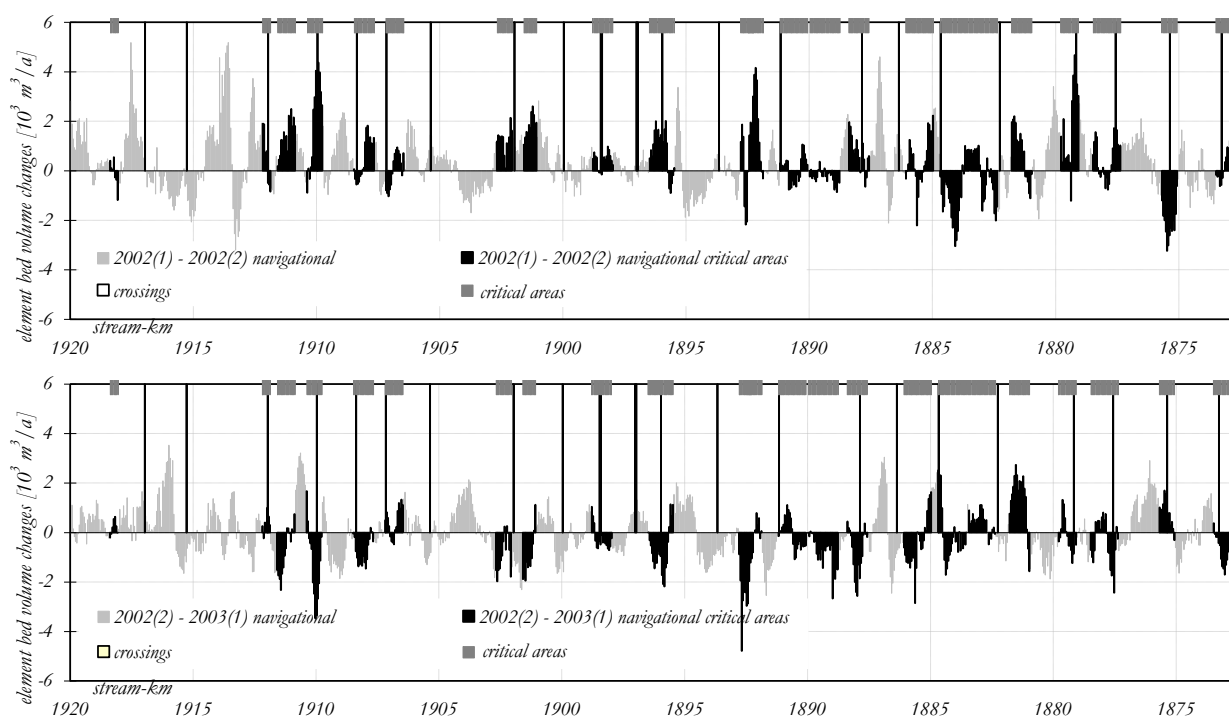 element bed volume changes [10³ m³/a]
6
4
2
0
-2
-4
-6
2002(1) - 2002(2) navigational
2002(1) - 2002(2) navigational critical areas
crossings
critical areas
stream-km
1920 1915 1910 1905 1900 1895 1890 1885 1880 1875
element bed volume changes [10³ m³/a]
6
4
2
0
-2
-4
-6
2002(2) - 2003(1) navigational
2002(2) - 2003(1) navigational critical areas
crossings
critical areas
stream-km
1920 1915 1910 1905 1900 1895 1890 1885 1880 1875